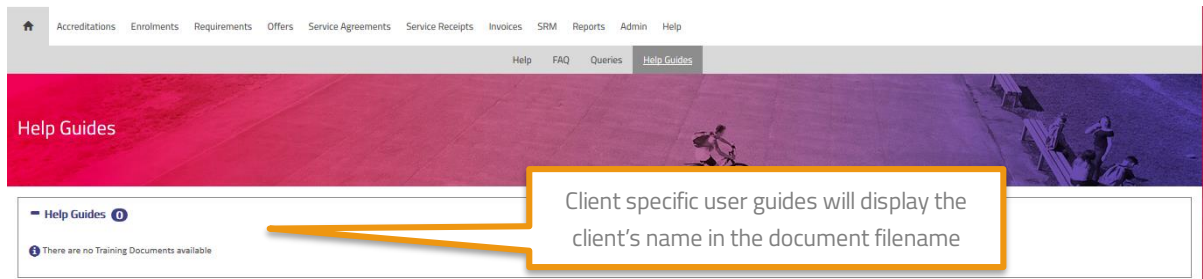 Accreditations Enrolments Requirements Offers Service Agreements Service Receipts Invoices SRM Reports Admin Help
Help FAQ Queries Help Guides
Help Guides
Help Guides 0
There are no Training Documents available
Client specific user guides will display the
client's name in the document filename